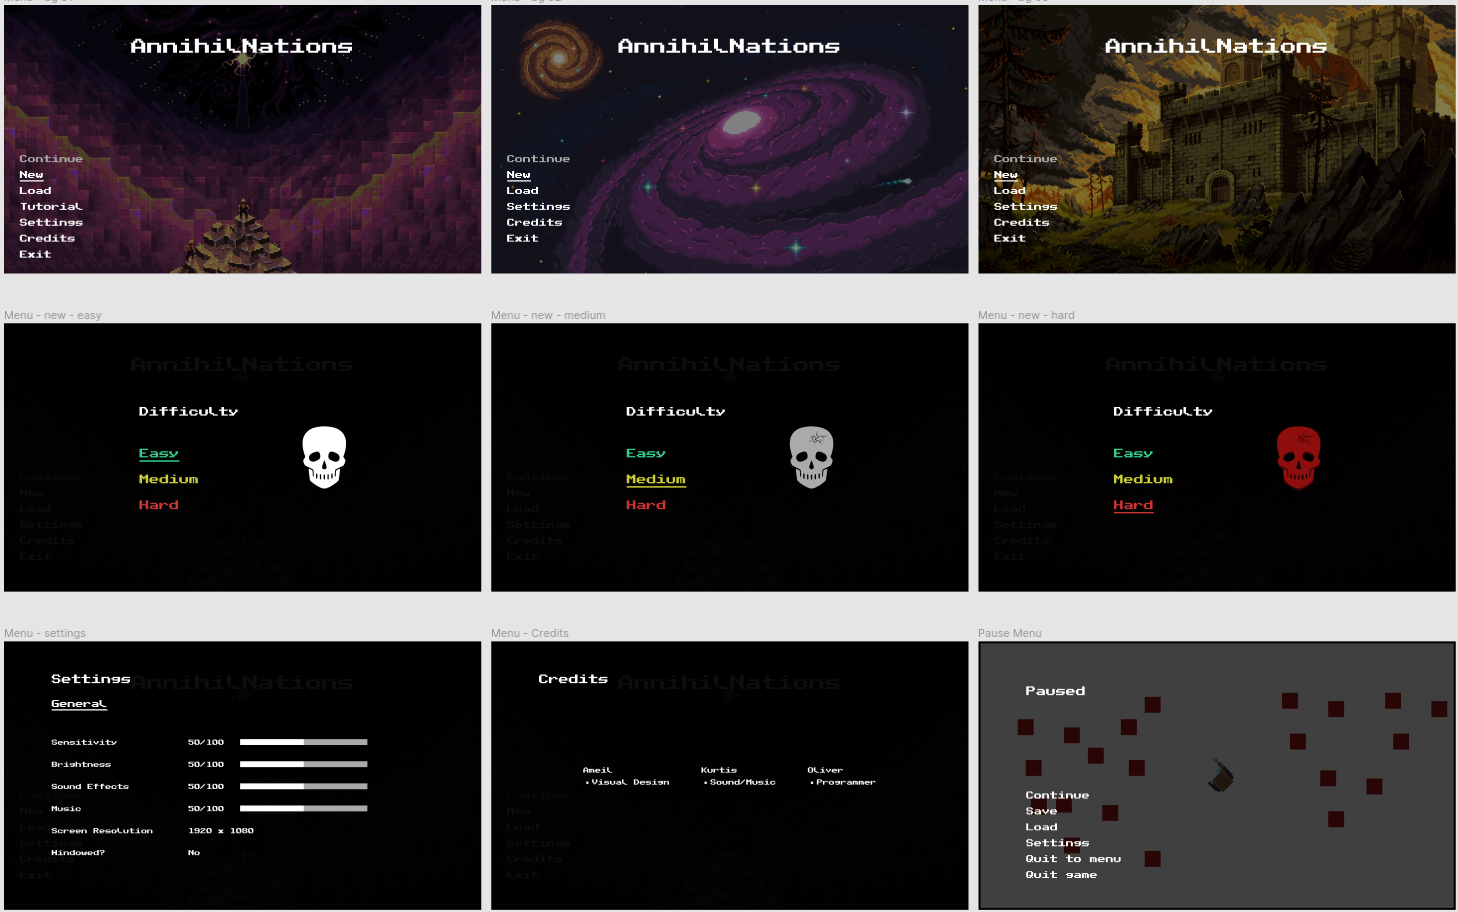 AnnihilNations
Continue
New
Load
Tutorial
Settings
Credits
Exit
AnnihilNations
Continue
New
Load
Settings
Credits
Exit
AnnihilNations
Continue
New
Load
Settings
Credits
Exit
Menu - new - easy
AnnihilNations
Difficulty
Easy
Medium
Hard
Continue
New
Load
Settings
Credits
Exit
Menu - new - medium
AnnihilNations
Difficulty
Easy
Medium
Hard
Continue
New
Load
Settings
Credits
Exit
Menu - new - hard
AnnihilNations
Difficulty
Easy
Medium
Hard
Continue
New
Load
Settings
Credits
Exit
Menu - settings
Settings
AnnihilNations
General
Sensitivity 50/100
Brightness 50/100
Sound Effects 50/100
Music 50/100
Screen Resolution 1920 x 1080
Windowed? No
Exit
Menu - Credits
Credits
AnnihilNations
Ameil
•Visual Design
Kurtis
•Sound/Music
Oliver
•Programmer
Continue
New
Load
Settings
Credits
Exit
Pause Menu
Paused
Continue
Save
Load
Settings
Quit to menu
Quit game